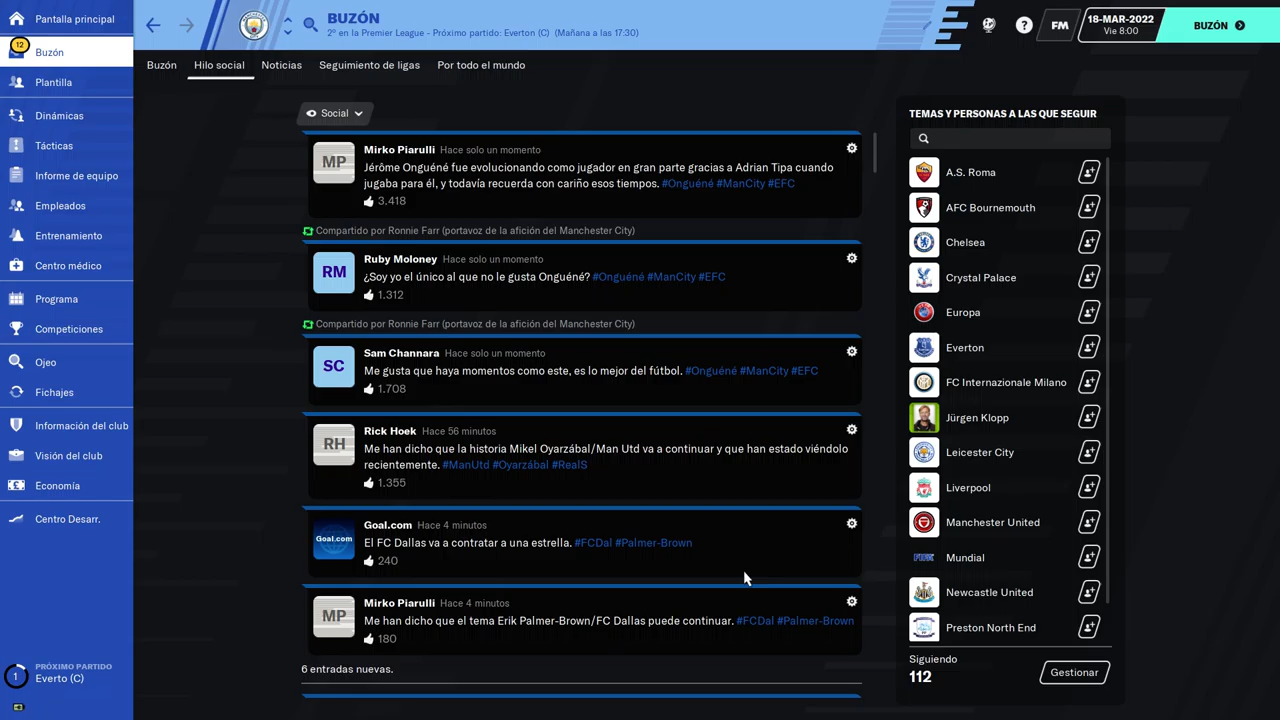 Pantalla principal
12
Buzón
Plantilla
Dinámicas
Tácticas
Informe de equipo
Empleados
Entrenamiento
Centro médico
Programa
Competiciones
Ojeo
Fichajes
Información del club
Visión del club
Economía
Centro Desarr.
1
PRÓXIMO PARTIDO
Everto (C)
BUZÓN
2º en la Premier League - Próximo partido: Everton (C) (Mañana a las 17:30)
?
FM
18-MAR-2022
Vie 8:00
BUZÓN
Buzón
Hilo social
Noticias
Seguimiento de ligas
Por todo el mundo
Social
MP
Mirko Piarulli Hace solo un momento
Jérôme Onguéné fue evolucionando como jugador en gran parte gracias a Adrian Tipa cuando
jugaba para él, y todavía recuerda con cariño esos tiempos. #Onguéné #ManCity #EFC
3.418
Compartido por Ronnie Farr (portavoz de la afición del Manchester City)
RM
Ruby Moloney Hace solo un momento
¿Soy yo el único al que no le gusta Onguéné? #Onguéné #ManCity #EFC
1.312
Compartido por Ronnie Farr (portavoz de la afición del Manchester City)
SC
Sam Channara Hace solo un momento
Me gusta que haya momentos como este, es lo mejor del fútbol. #Onguéné #ManCity #EFC
1.708
RH
Rick Hoek Hace 56 minutos
Me han dicho que la historia Mikel Oyarzábal/Man Utd va a continuar y que han estado viéndolo
recientemente. #ManUtd #Oyarzábal #RealS
1.355
Goal.com
Goal.com Hace 4 minutos
El FC Dallas va a contratar a una estrella. #FCDal #Palmer-Brown
240
MP
Mirko Piarulli Hace 4 minutos
Me han dicho que el tema Erik Palmer-Brown/FC Dallas puede continuar. #FCDal #Palmer-Brown
180
6 entradas nuevas.
TEMAS Y PERSONAS A LAS QUE SEGUIR
A.S. Roma
AFC Bournemouth
Chelsea
Crystal Palace
Europa
Everton
FC Internazionale Milano
Jürgen Klopp
Leicester City
Liverpool
Manchester United
Mundial
Newcastle United
Preston North End
Siguiendo
112
Gestionar